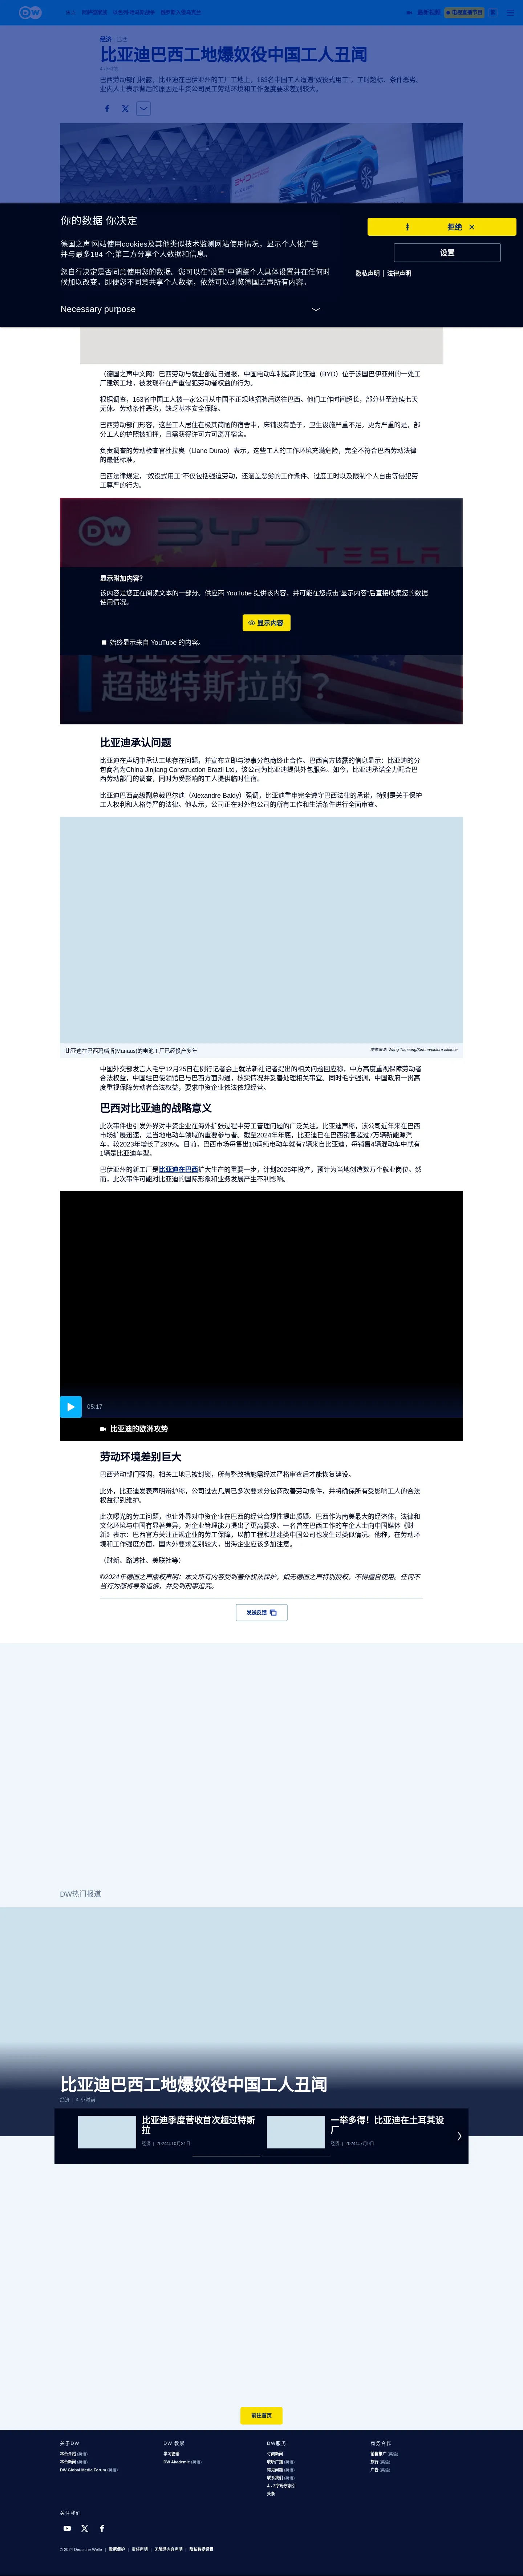 DW
最新视频
柏林影像节目
经济 | 巴西
比亚迪巴西工地爆奴役中国工人丑闻
4 小时前
巴西劳动部门揭露，比亚迪在巴伊亚州的工厂工地上，163名中国工人遭遇"奴役式用工"，工时超标、条件恶劣。
业内人士表示背后的原因是中资公司员工劳动环境和工作强度要求差别较大。
你的数据 你决定
德国之声网站使用cookies及其他类似技术监测网站使用情况，显示个人化广告
并与最多184 个;第三方分享个人数据和信息。
您自行决定是否同意使用您的数据。您可以在"设置"中调整个人具体设置并在任何时
候加以改变。即便您不同意共享个人数据，依然可以浏览德国之声所有内容。
Necessary purpose
拒绝
设置
隐私声明 | 法律声明
（德国之声中文网）巴西劳动与就业部近日通报，中国电动车制造商比亚迪（BYD）位于该国巴伊亚州的一处工
厂建筑工地，被发现存在严重侵犯劳动者权益的行为。
根据调查，163名中国工人被一家公司从中国不正规地招聘后送往巴西。他们工作时间超长，部分甚至连续七天
无休。劳动条件恶劣，缺乏基本安全保障。
巴西劳动部门形容，这些工人居住在极其简陋的宿舍中，床铺没有垫子，卫生设施严重不足。更为严重的是，部
分工人的护照被扣押，且需获得许可方可离开宿舍。
负责调查的劳动检查官杜拉奥（Liane Durao）表示，这些工人的工作环境充满危险，完全不符合巴西劳动法律
的最低标准。
巴西法律规定，"奴役式用工"不仅包括强迫劳动，还涵盖恶劣的工作条件、过度工时以及限制个人自由等侵犯劳
工尊严的行为。
DW BYD TESLA
显示附加内容?
该内容是您正在阅读文本的一部分。供应商 YouTube 提供该内容，并可能在您点击"显示内容"后直接收集您的数据
使用情况。
显示内容
始终显示来自 YouTube 的内容。
比亚迪是如何
超越特斯拉的？
比亚迪承认问题
比亚迪在声明中承认工地存在问题，并宣布立即与涉事分包商终止合作。巴西官方披露的信息显示：比亚迪的分
包商名为China Jinjiang Construction Brazil Ltd，该公司为比亚迪提供外包服务。如今，比亚迪承诺全力配合巴
西劳动部门的调查，同时为受影响的工人提供临时住宿。
比亚迪巴西高级副总裁巴尔迪（Alexandre Baldy）强调，比亚迪重申完全遵守巴西法律的承诺，特别是关于保护
工人权利和人格尊严的法律。他表示，公司正在对外包公司的所有工作和生活条件进行全面审查。
比亚迪在巴西玛瑙斯(Manaus)的电池工厂已经投产多年
图像来源: Wang Tiancong/Xinhua/picture alliance
中国外交部发言人毛宁12月25日在例行记者会上就法新社记者提出的相关问题回应称，中方高度重视保障劳动者
合法权益，中国驻巴使领馆已与巴西方面沟通，核实情况并妥善处理相关事宜。同时毛宁强调，中国政府一贯高
度重视保障劳动者合法权益，要求中资企业依法依规经营。
巴西对比亚迪的战略意义
此次事件也引发外界对中资企业在海外扩张过程中劳工管理问题的广泛关注。比亚迪声称，该公司近年来在巴西
市场扩展迅速，是当地电动车领域的重要参与者。截至2024年年底，比亚迪已在巴西销售超过7万辆新能源汽
车，较2023年增长了290%。目前，巴西市场每售出10辆纯电动车就有7辆来自比亚迪，每销售4辆混动车中就有
1辆是比亚迪车型。
巴伊亚州的新工厂是比亚迪在巴西扩大生产的重要一步，计划2025年投产，预计为当地创造数万个就业岗位。然
而，此次事件可能对比亚迪的国际形象和业务发展产生不利影响。
05:17
比亚迪的欧洲攻势
劳动环境差别巨大
巴西劳动部门强调，相关工地已被封锁，所有整改措施需经过严格审查后才能恢复建设。
此外，比亚迪发表声明辩护称，公司过去几周已多次要求分包商改善劳动条件，并将确保所有受影响工人的合法
权益得到维护。
此次曝光的劳工问题，也让外界对中资企业在巴西的经营合规性提出质疑。巴西作为南美最大的经济体，法律和
文化环境与中国有显著差异，对企业管理能力提出了更高要求。一名曾在巴西工作的车企人士向中国媒体《财
新》表示：巴西官方关注正规企业的劳工情况保障，以前工程和基建类中国公司也发生过类似情况。他称，在劳动环
境和工作强度方面，国内外要求差别较大，出海企业应该多加注意。
（财新、路透社、美联社等）
©2024年德国之声版权声明：本文所有内容受到著作权法保护，如无德国之声特别授权，不得擅自使用。任何不
当行为都将导致追偿，并受到刑事追究。
发送反馈
DW热门报道
比亚迪巴西工地爆奴役中国工人丑闻
经济 | 4 小时前
比亚迪季度营收首次超过特斯
拉
经济 | 2024年10月31日
一举多得！比亚迪在土耳其设
厂
经济 | 2024年7月9日
前往首页
关于DW
本台介绍 (英语)
本台新闻 (英语)
DW Global Media Forum (英语)
DW 教学
学习德语
DW Akademie (英语)
DW服务
订阅新闻
收听广播 (英语)
常见问题 (英语)
联系我们 (英语)
A - Z字母序索引
头条
商务合作
销售推广 (英语)
旅行 (英语)
广告 (英语)
关注我们
© 2024 Deutsche Welle | 数据保护 | 责任声明 | 无障碍内容声明 | 隐私数据设置